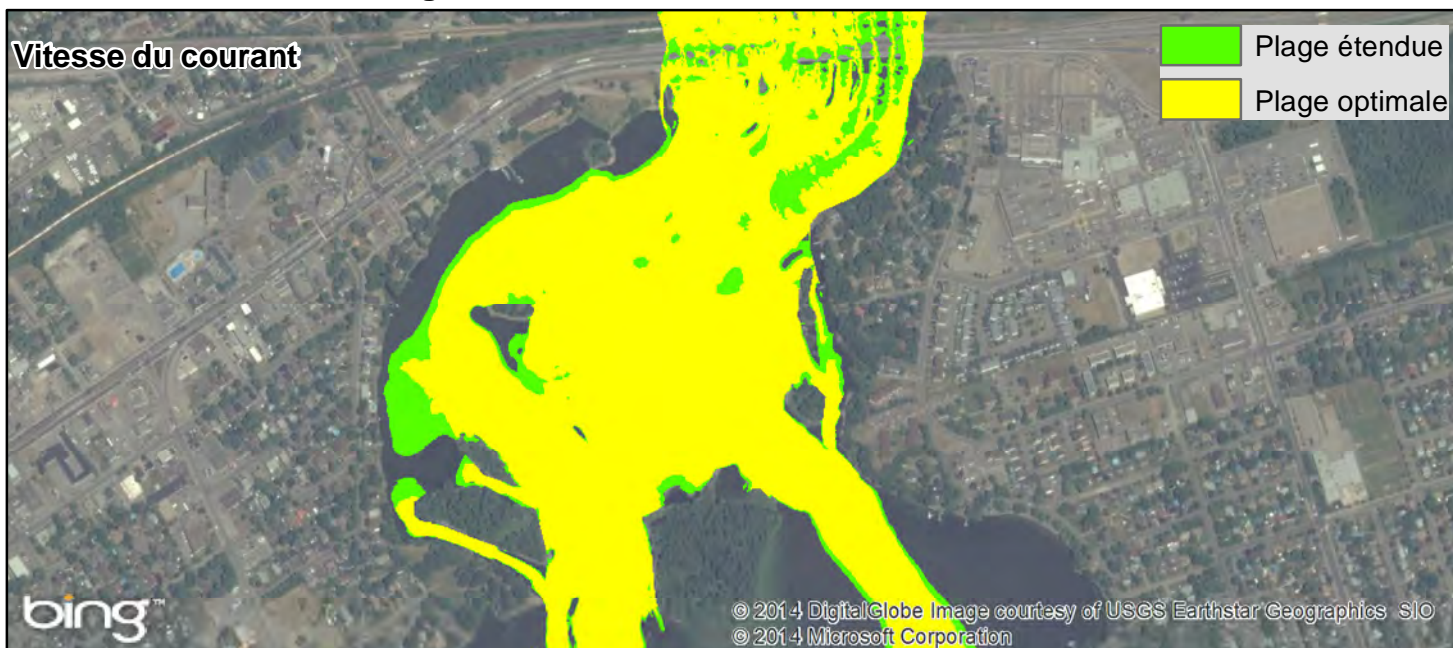 Vitesse du courant
Plage étendue
Plage optimale
bing™
© 2014 DigitalGlobe Image courtesy of USGS Earthstar Geographics SIO
© 2014 Microsoft Corporation